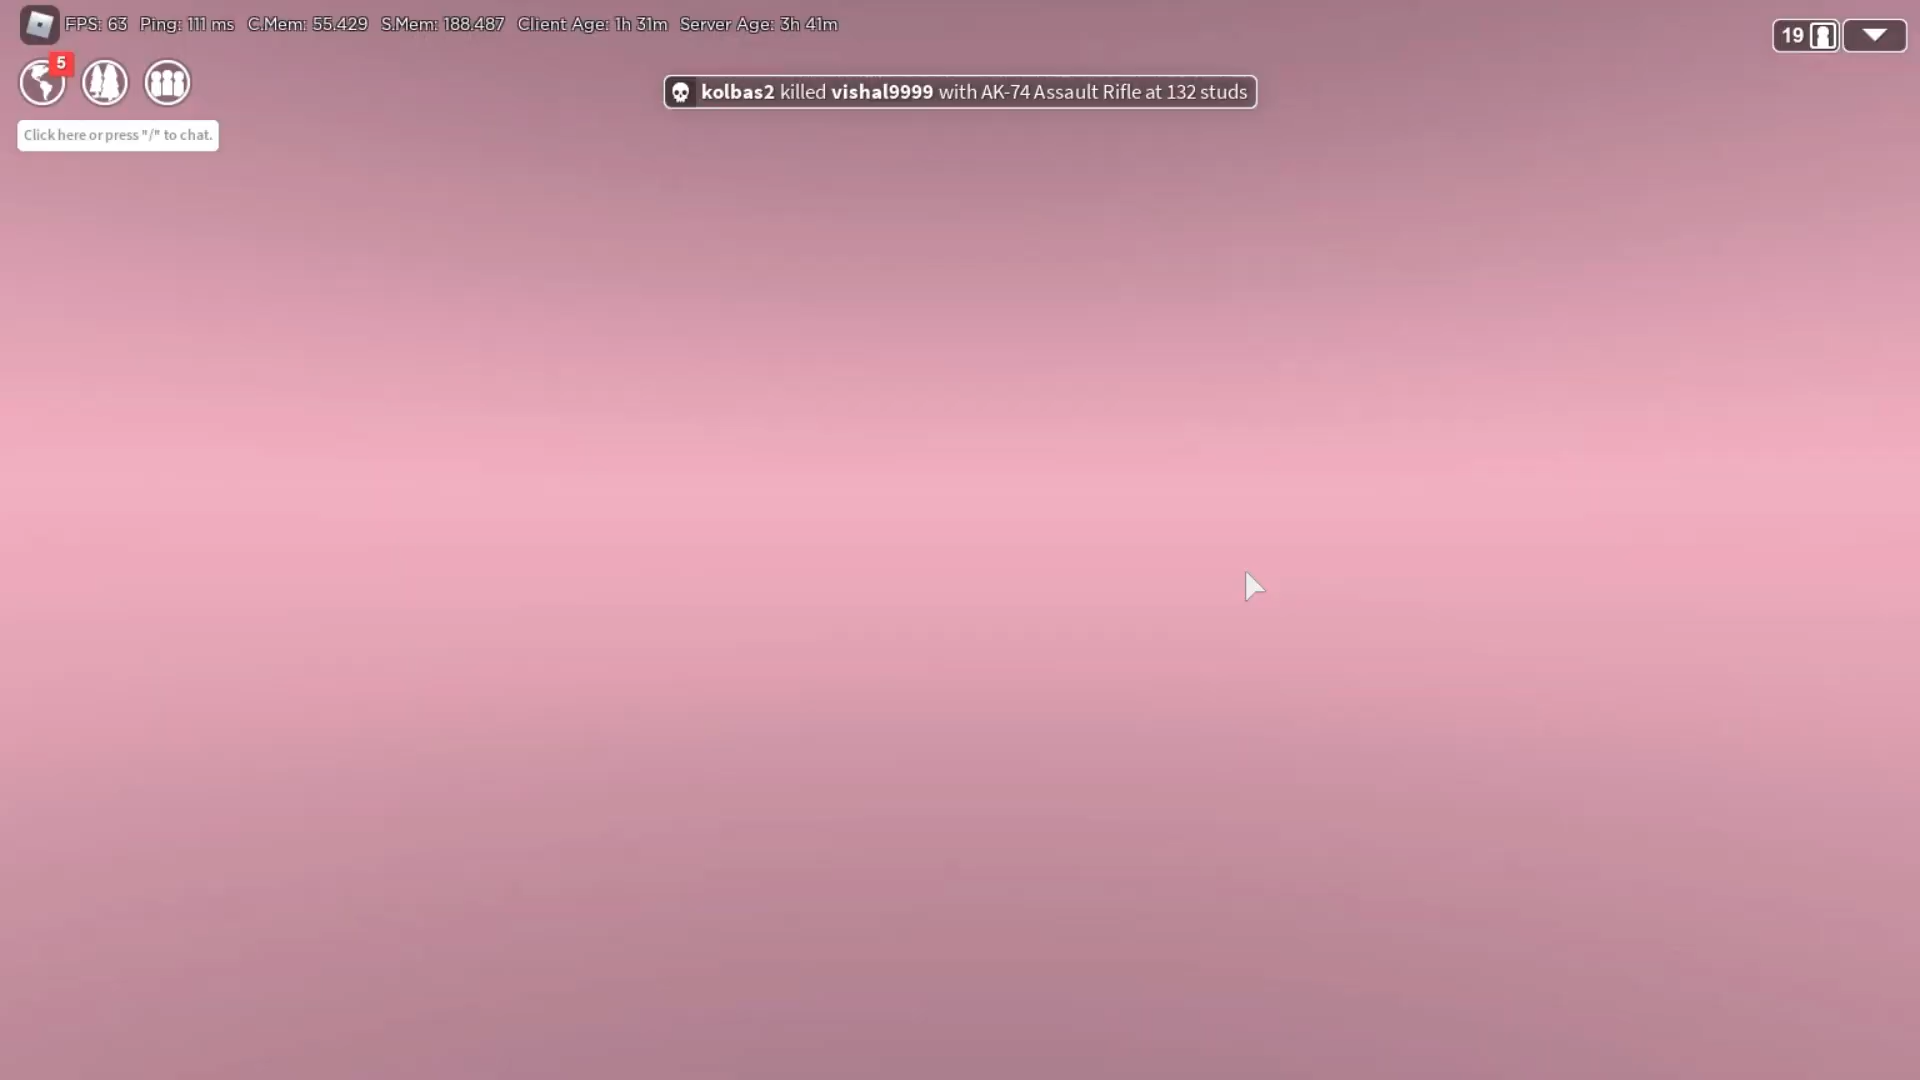 FPS: 63 Ping: 111 ms C.Mem: 55.429 S.Mem: 188.487 Client Age: 1h 31m Server Age: 3h 41m
19
5
kolbas2 killed vishal9999 with AK-74 Assault Rifle at 132 studs
Click here or press "/" to chat.